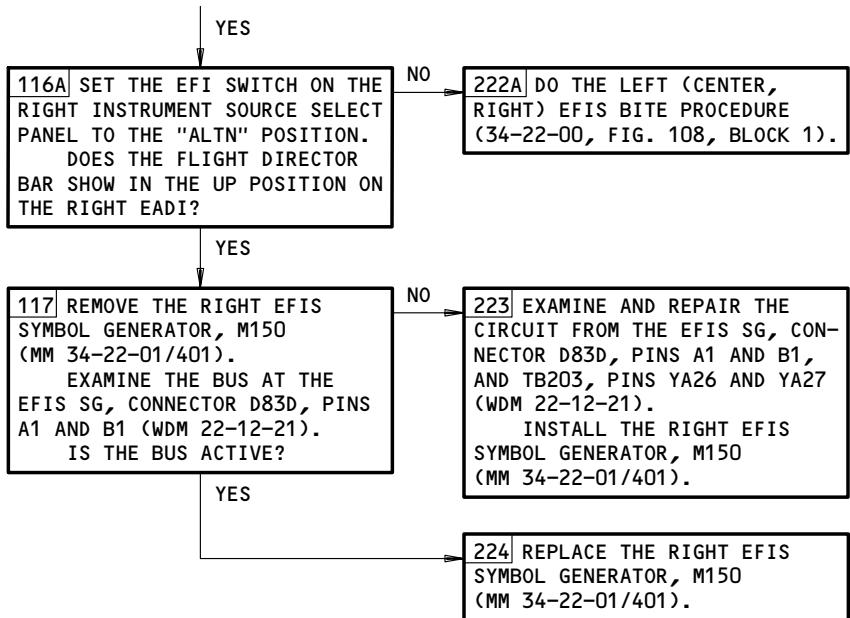 YES
116A SET THE EFI SWITCH ON THE
RIGHT INSTRUMENT SOURCE SELECT
PANEL TO THE "ALTN" POSITION.
DOES THE FLIGHT DIRECTOR
BAR SHOW IN THE UP POSITION ON
THE RIGHT EADI?
NO
222A DO THE LEFT (CENTER,
RIGHT) EFIS BITE PROCEDURE
(34-22-00, FIG. 108, BLOCK 1).
YES
117 REMOVE THE RIGHT EFIS
SYMBOL GENERATOR, M150
(MM 34-22-01/401).
EXAMINE THE BUS AT THE
EFIS SG, CONNECTOR D83D, PINS
A1 AND B1 (WDM 22-12-21).
IS THE BUS ACTIVE?
NO
223 EXAMINE AND REPAIR THE
CIRCUIT FROM THE EFIS SG, CON-
NECTOR D83D, PINS A1 AND B1,
AND TB203, PINS YA26 AND YA27
(WDM 22-12-21).
INSTALL THE RIGHT EFIS
SYMBOL GENERATOR, M150
(MM 34-22-01/401).
YES
224 REPLACE THE RIGHT EFIS
SYMBOL GENERATOR, M150
(MM 34-22-01/401).